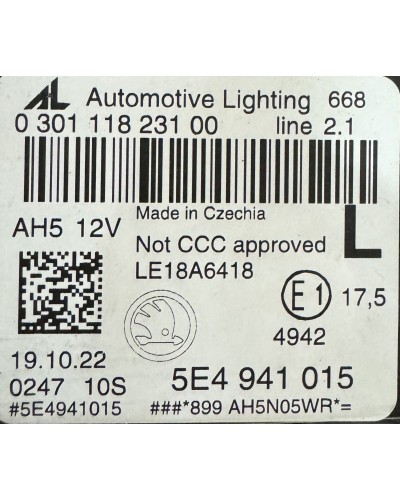 AL Automotive Lighting 668
0 301 118 231 00 line 2.1
Made in Czechia
AH5 12V
Not CCC approved L
LE18A6418
E1 17,5
4942
19.10.22
0247 10S 5E4 941 015
#5E4941015 ###*899 AH5N05WR*=